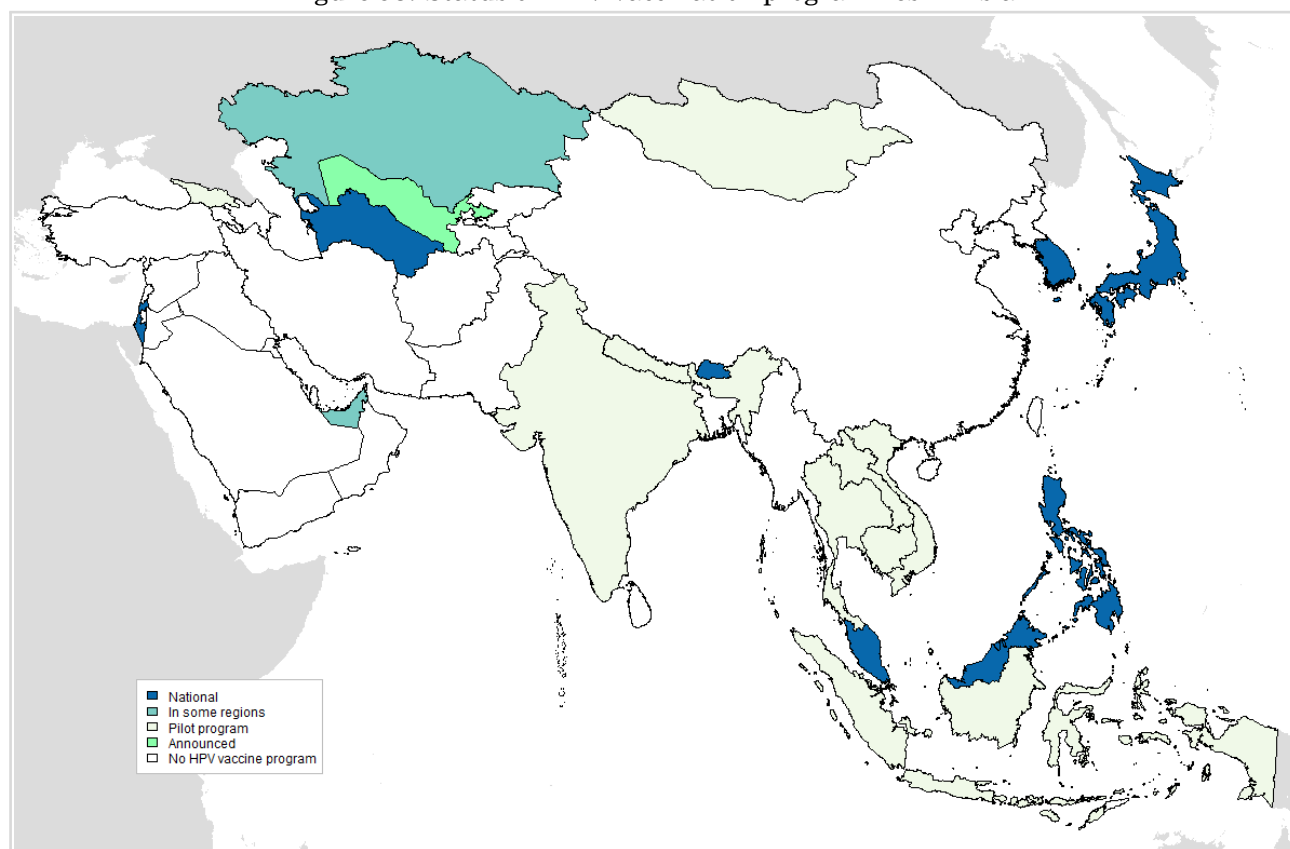 National
In some regions
Pilot program
Announced
No HPV vaccine program